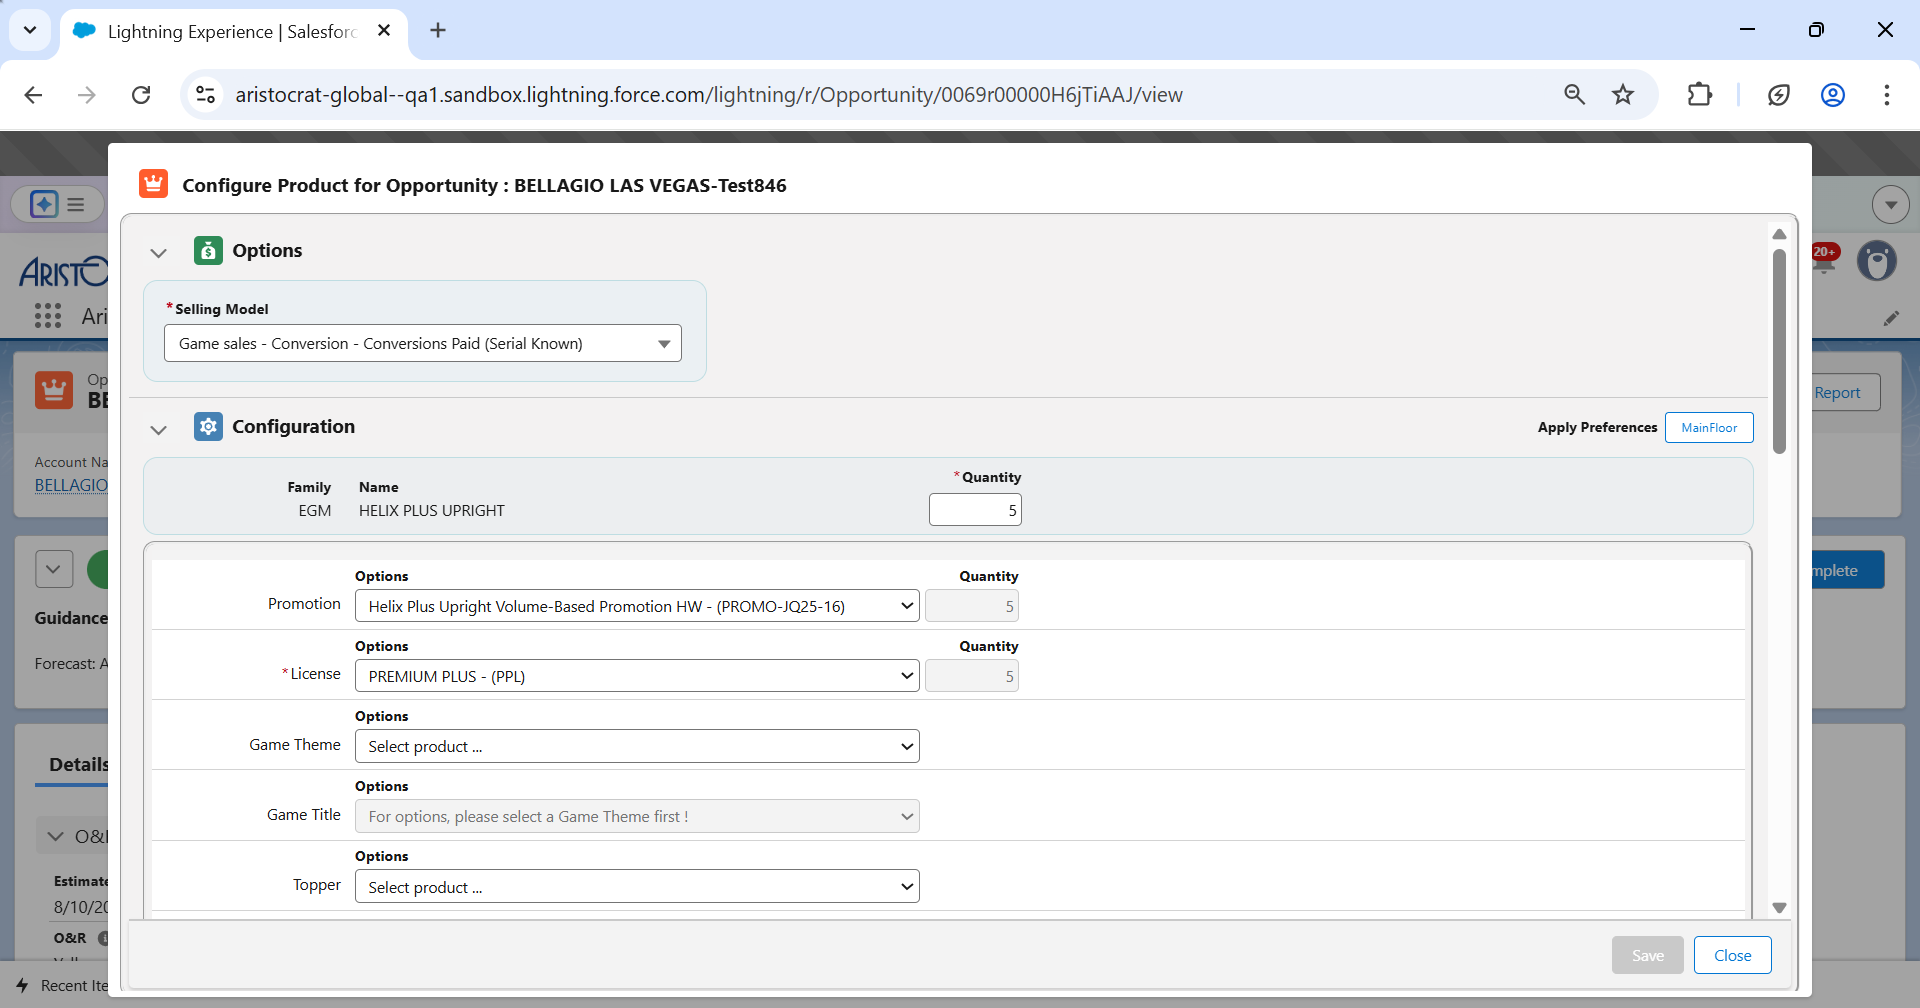 Lightning Experience | Salesforc
aristocrat-global--qa1.sandbox.lightning.force.com/lightning/r/Opportunity/0069r00000H6jTiAAJ/view
Configure Product for Opportunity : BELLAGIO LAS VEGAS-Test846
Options
*Selling Model
Game sales - Conversion - Conversions Paid (Serial Known)
Configuration
Apply Preferences MainFloor
Family Name *Quantity
EGM HELIX PLUS UPRIGHT 5
Options Quantity
Promotion Helix Plus Upright Volume-Based Promotion HW - (PROMO-JQ25-16) 5
Options Quantity
*License PREMIUM PLUS - (PPL) 5
Options
Game Theme Select product ...
Options
Game Title For options, please select a Game Theme first !
Options
Topper Select product ...
Save Close
ARISTO
Ari
20+
Op
BE
Report
Account Na
BELLAGIO
mplete
Guidance
Forecast: A
Details
O&
Estimate
8/10/20
O&R
Recent Ite